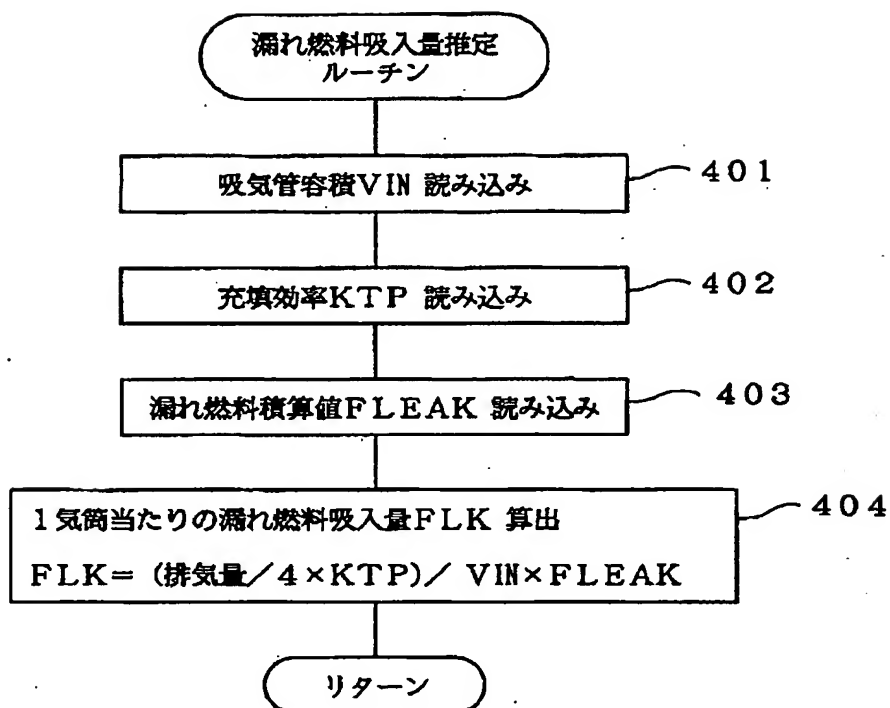 漏れ燃料吸入量推定
ルーチン
吸気管容積VIN 読み込み
401
充填効率KTP 読み込み
402
漏れ燃料積算値FLEAK 読み込み
403
1気筒当たりの漏れ燃料吸入量FLK 算出
FLK=(排気量/4×KTP)/VIN×FLEAK
404
リターン